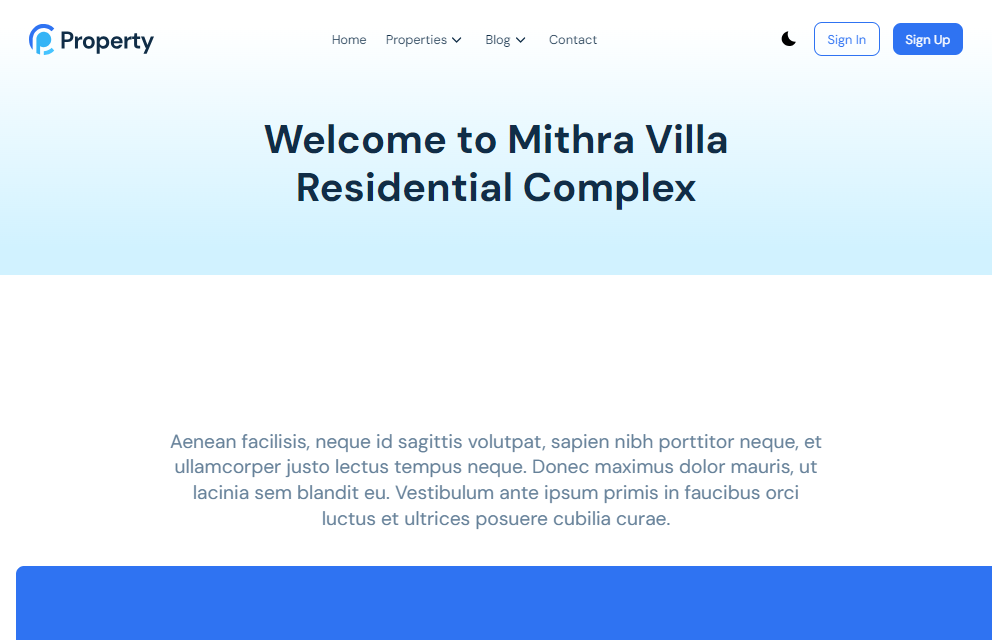 Property
Home
Properties
Blog
Contact
Sign In
Sign Up
Welcome to Mithra Villa
Residential Complex
Aenean facilisis, neque id sagittis volutpat, sapien nibh porttitor neque, et
ullamcorper justo lectus tempus neque. Donec maximus dolor mauris, ut
lacinia sem blandit eu. Vestibulum ante ipsum primis in faucibus orci
luctus et ultrices posuere cubilia curae.